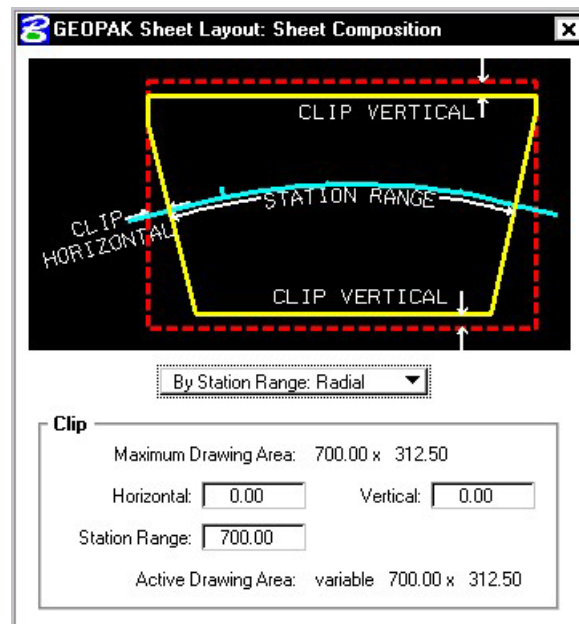 GEOPAK Sheet Layout: Sheet Composition
CLIP VERTICAL
STATION RANGE
CLIP
HORIZONTAL
CLIP VERTICAL
By Station Range: Radial
Clip
Maximum Drawing Area: 700.00 x 312.50
Horizontal: 0.00 Vertical: 0.00
Station Range: 700.00
Active Drawing Area: variable 700.00 x 312.50